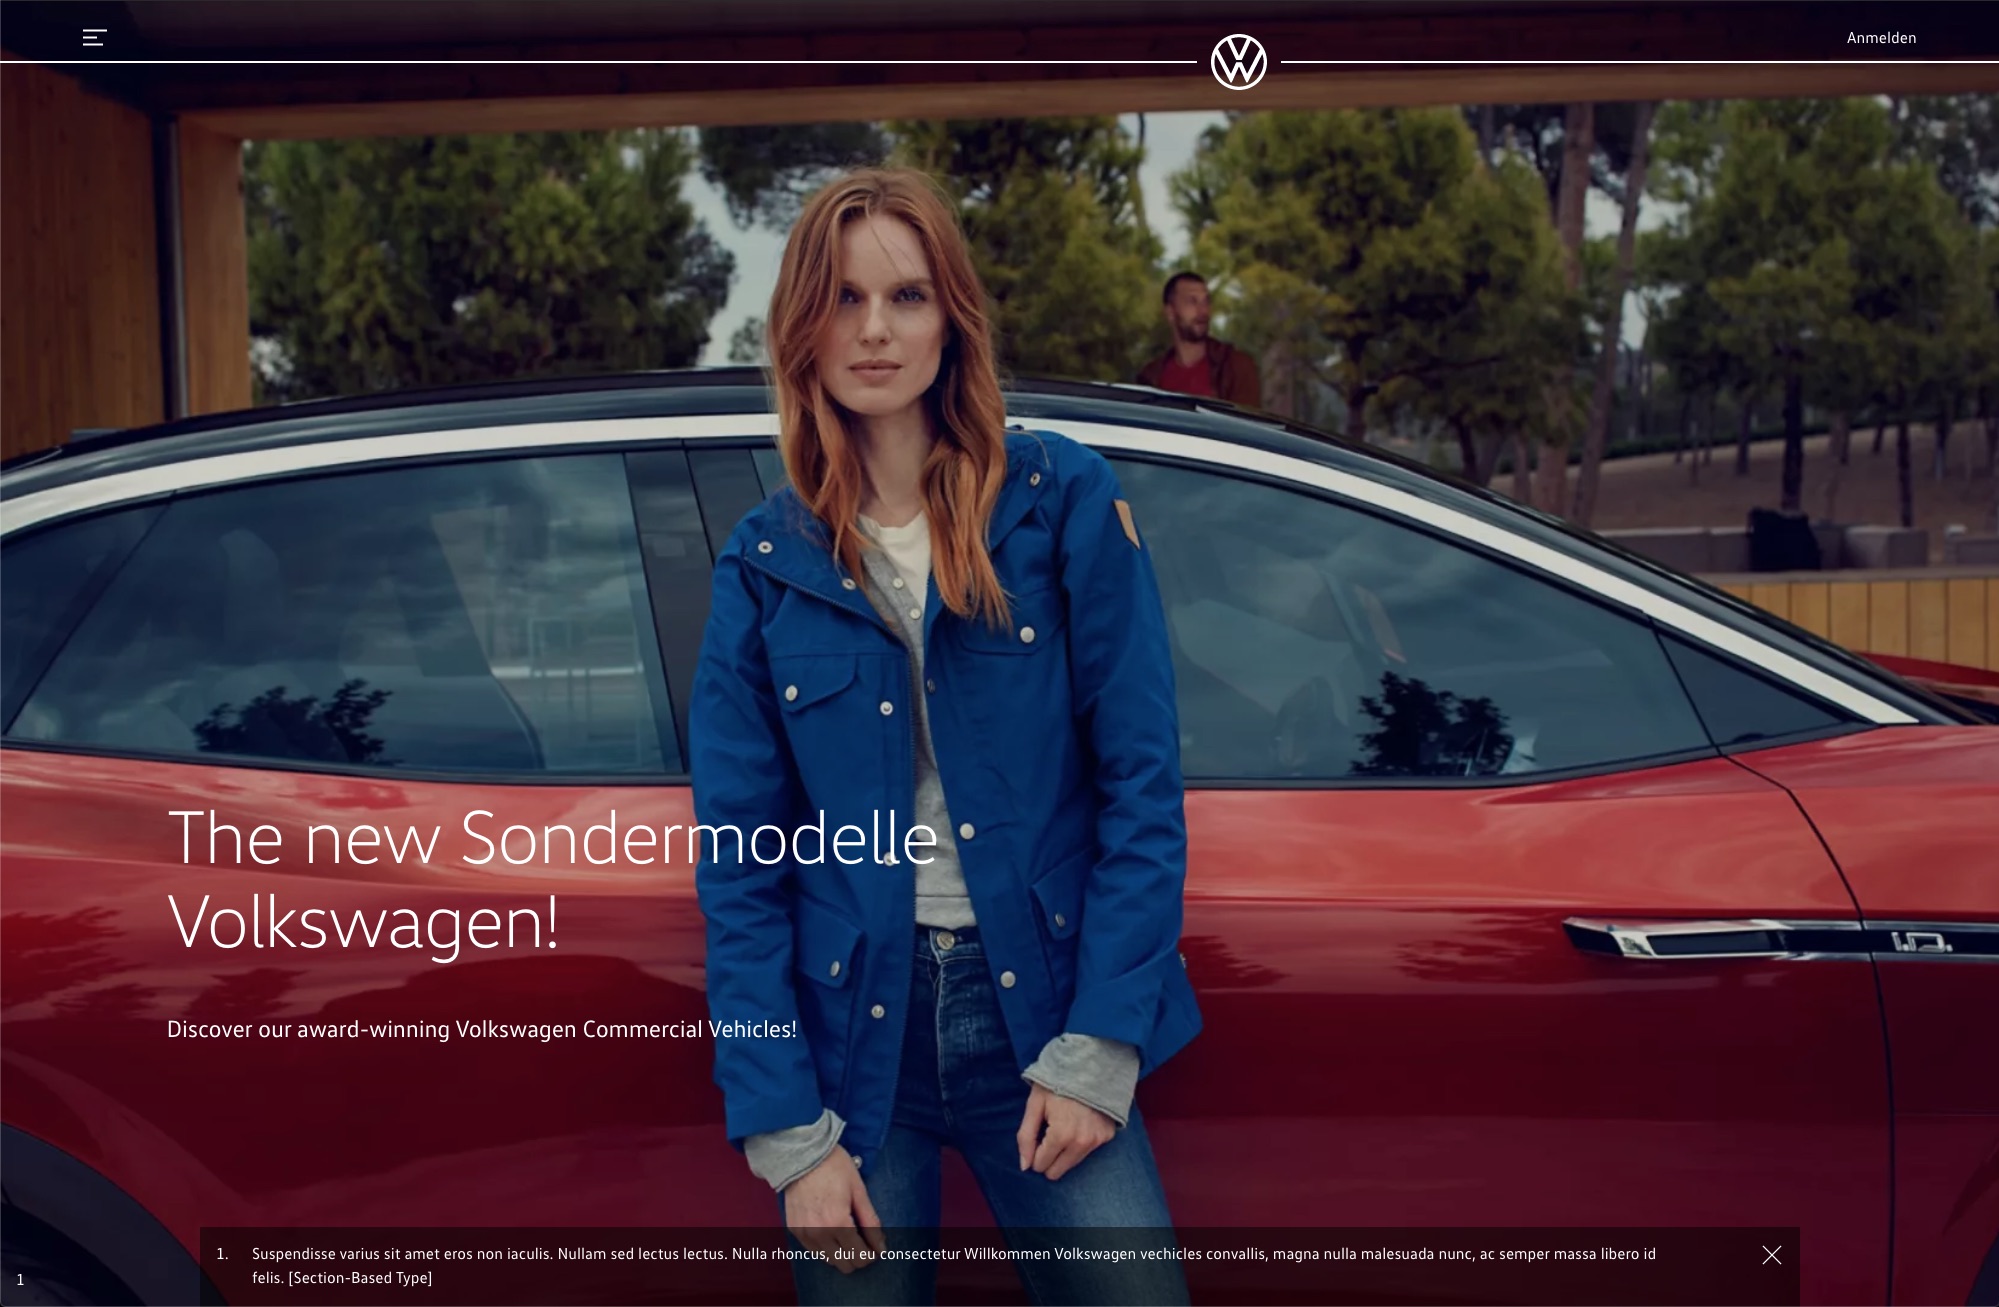 Anmelden
The new Sondermodelle
Volkswagen!
I.D.
Discover our award-winning Volkswagen Commercial Vehicles!
1. Suspendisse varius sit amet eros non iaculis. Nullam sed lectus lectus. Nulla rhoncus, dui eu consectetur Willkommen Volkswagen vechicles convallis, magna nulla malesuada nunc, ac semper massa libero id
felis. [Section-Based Type]
1